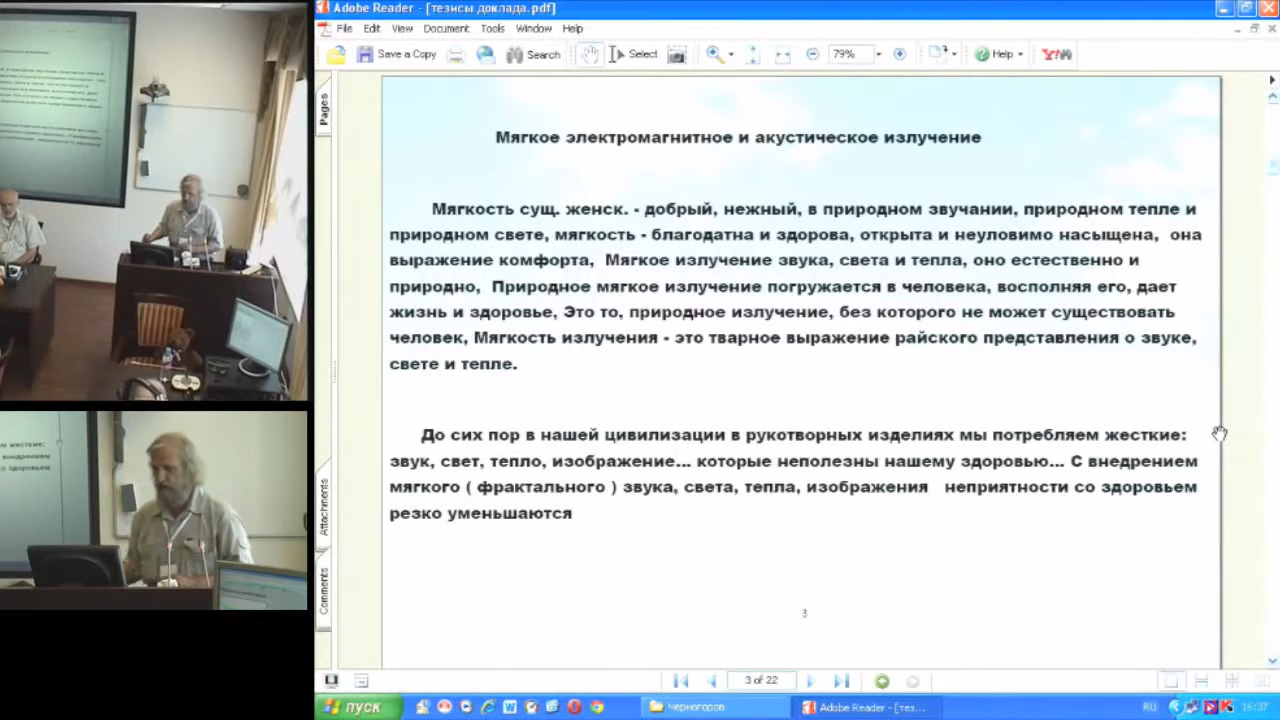 Adobe Reader - [тезисы доклада.pdf]
File Edit View Document Tools Window Help
Save a Copy Search Select 79% Help
Pages
Мягкое электромагнитное и акустическое излучение
Мягкость сущ. женск. - добрый, нежный, в природном звучании, природном тепле и
природном свете, мягкость - благодатна и здорова, открыта и неуловимо насыщена, она
выражение комфорта, Мягкое излучение звука, света и тепла, оно естественно и
природно, Природное мягкое излучение погружается в человека, восполняя его, дает
жизнь и здоровье, Это то, природное излучение, без которого не может существовать
человек, Мягкость излучения - это тварное выражение райского представления о звуке,
свете и тепле.
До сих пор в нашей цивилизации в рукотворных изделиях мы потребляем жесткие:
звук, свет, тепло, изображение... которые неполезны нашему здоровью... С внедрением
мягкого ( фрактального ) звука, света, тепла, изображения неприятности со здоровьем
резко уменьшаются
Attachments
Comments
3
3 of 22
пуск Черногоров Adobe Reader - [тез... RU 16:37